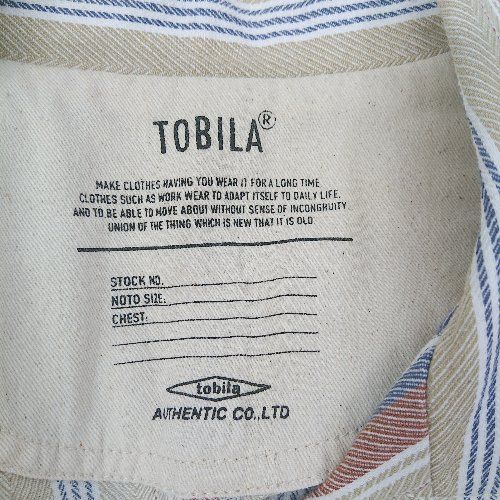 TOBILA®
MAKE CLOTHES HAVING YOU WEAR IT FOR A LONG TIME
CLOTHES SUCH AS WORK WEAR TO ADAPT ITSELF TO DAILY LIFE.
AND TO BE ABLE TO MOVE ABOUT WITHOUT SENSE OF INCONGRUITY
UNION OF THE THING WHICH IS NEW THAT IT IS OLD
STOCK NO.
NOTO SIZE.
CHEST.
tobila
AUTHENTIC CO.,LTD